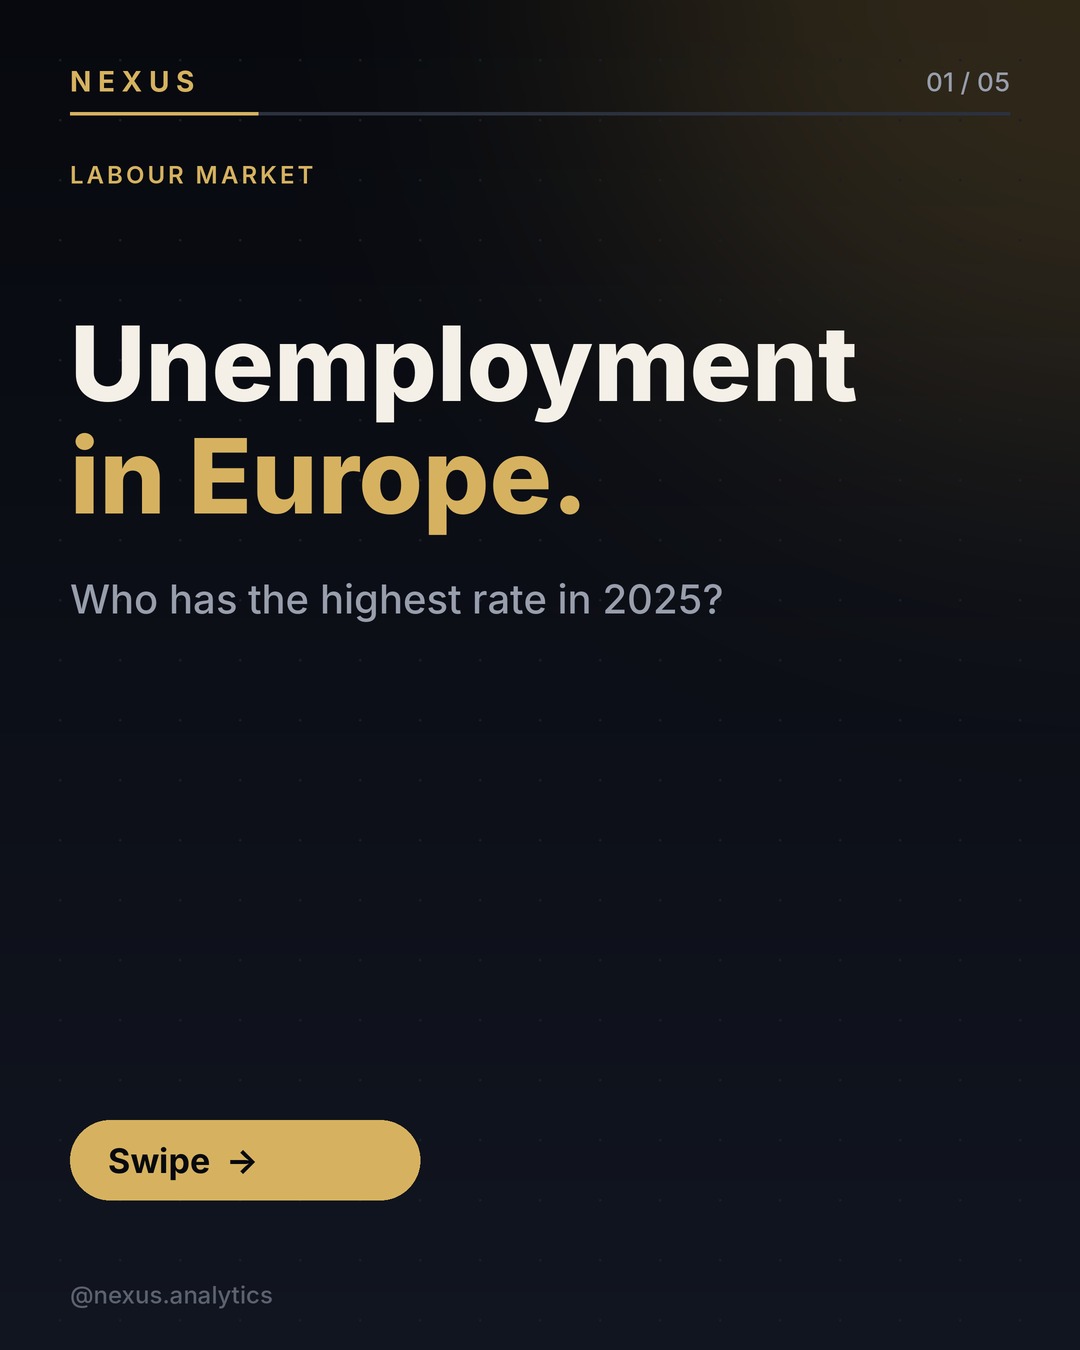 NEXUS
01 / 05
LABOUR MARKET
Unemployment
in Europe.
Who has the highest rate in 2025?
Swipe →
@nexus.analytics